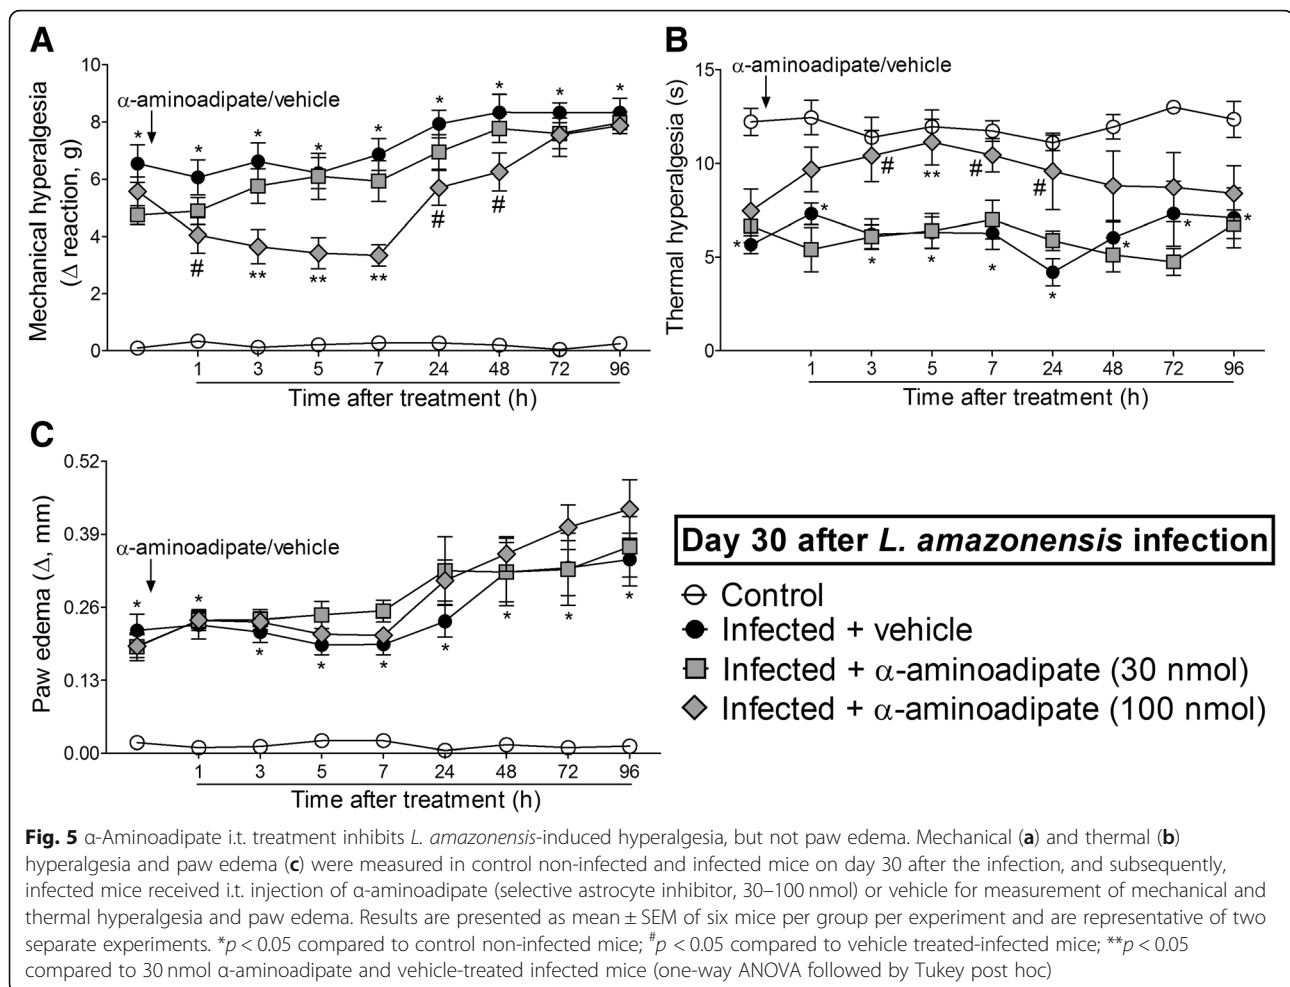 A
α-aminoadipate/vehicle
Mechanical hyperalgesia
(Δ reaction, g)
10
8
6
4
2
0
* * * * * * * * *
# ** ** ** # #
1 3 5 7 24 48 72 96
Time after treatment (h)
B
α-aminoadipate/vehicle
Thermal hyperalgesia (s)
15
10
5
0
# ** # #
* * * * * * * * *
1 3 5 7 24 48 72 96
Time after treatment (h)
C
α-aminoadipate/vehicle
Paw edema (Δ, mm)
0.52
0.39
0.26
0.13
0.00
* * * * * * * * *
1 3 5 7 24 48 72 96
Time after treatment (h)
Day 30 after L. amazonensis infection
Control
Infected + vehicle
Infected + α-aminoadipate (30 nmol)
Infected + α-aminoadipate (100 nmol)
Fig. 5 α-Aminoadipate i.t. treatment inhibits L. amazonensis-induced hyperalgesia, but not paw edema. Mechanical (a) and thermal (b)
hyperalgesia and paw edema (c) were measured in control non-infected and infected mice on day 30 after the infection, and subsequently,
infected mice received i.t. injection of α-aminoadipate (selective astrocyte inhibitor, 30–100 nmol) or vehicle for measurement of mechanical and
thermal hyperalgesia and paw edema. Results are presented as mean ± SEM of six mice per group per experiment and are representative of two
separate experiments. *p < 0.05 compared to control non-infected mice; #p < 0.05 compared to vehicle treated-infected mice; **p < 0.05
compared to 30 nmol α-aminoadipate and vehicle-treated infected mice (one-way ANOVA followed by Tukey post hoc)